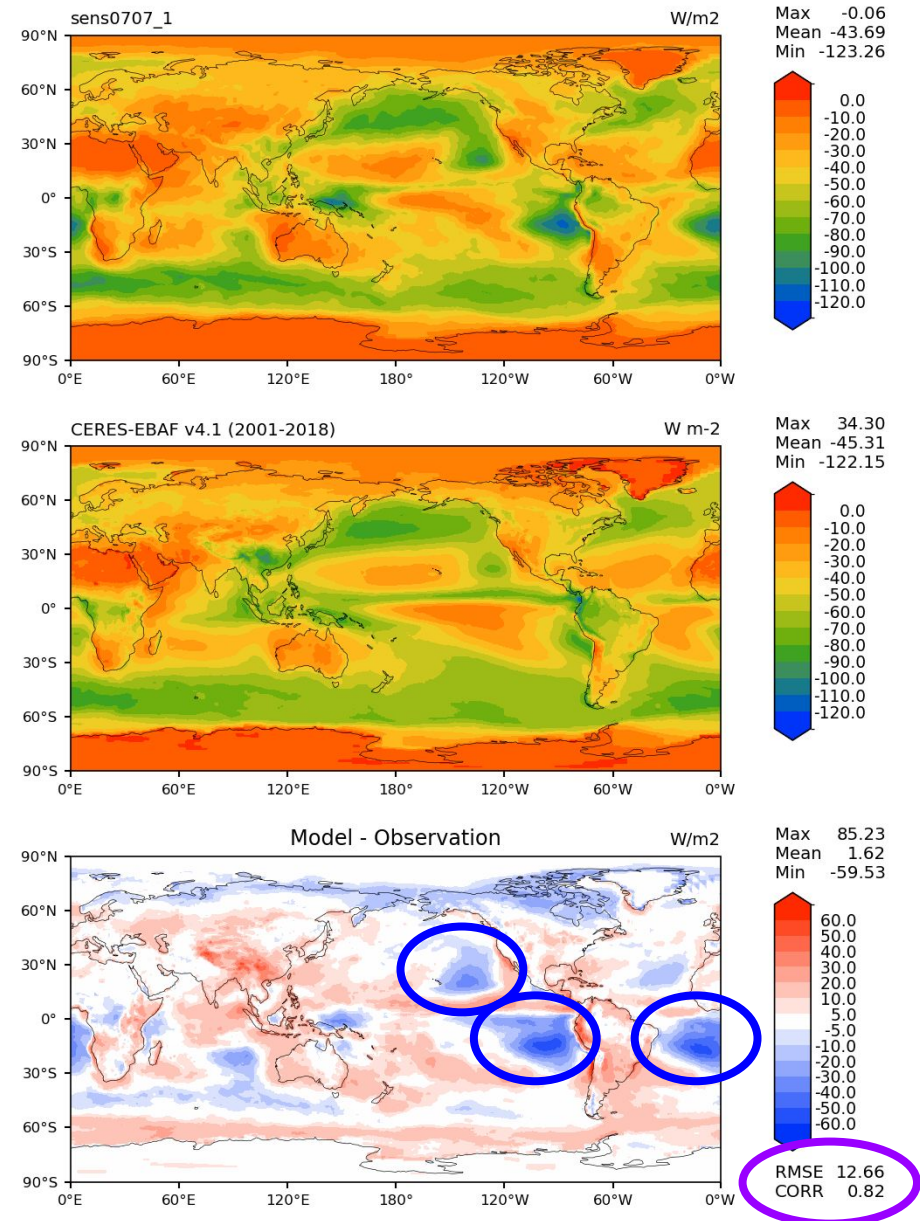 sens0707_1 W/m2
Max -0.06
Mean -43.69
Min -123.26
90°N
60°N
30°N
0°
30°S
60°S
90°S
0°E 60°E 120°E 180° 120°W 60°W 0°W
0.0
-10.0
-20.0
-30.0
-40.0
-50.0
-60.0
-70.0
-80.0
-90.0
-100.0
-110.0
-120.0
CERES-EBAF v4.1 (2001-2018) W m-2
Max 34.30
Mean -45.31
Min -122.15
90°N
60°N
30°N
0°
30°S
60°S
90°S
0°E 60°E 120°E 180° 120°W 60°W 0°W
0.0
-10.0
-20.0
-30.0
-40.0
-50.0
-60.0
-70.0
-80.0
-90.0
-100.0
-110.0
-120.0
Model - Observation W/m2
Max 85.23
Mean 1.62
Min -59.53
90°N
60°N
30°N
0°
30°S
60°S
90°S
0°E 60°E 120°E 180° 120°W 60°W 0°W
60.0
50.0
40.0
30.0
20.0
10.0
5.0
-5.0
-10.0
-20.0
-30.0
-40.0
-50.0
-60.0
RMSE 12.66
CORR 0.82